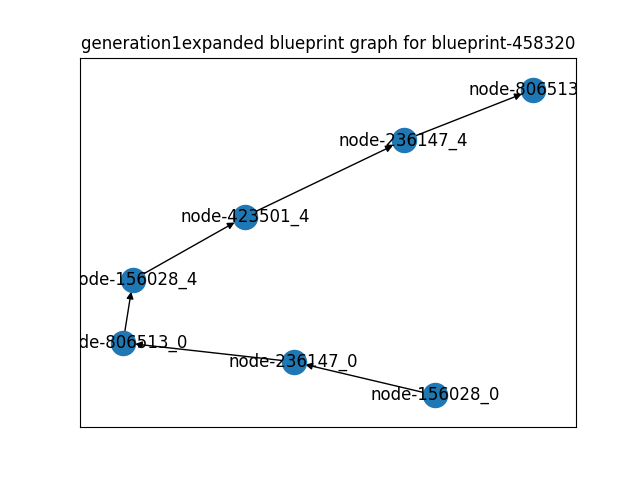 generation1expanded blueprint graph for blueprint-458320
node-806513
node-236147_4
node-423501_4
ode-156028_4
de-806513_0
node-236147_0
node-156028_0